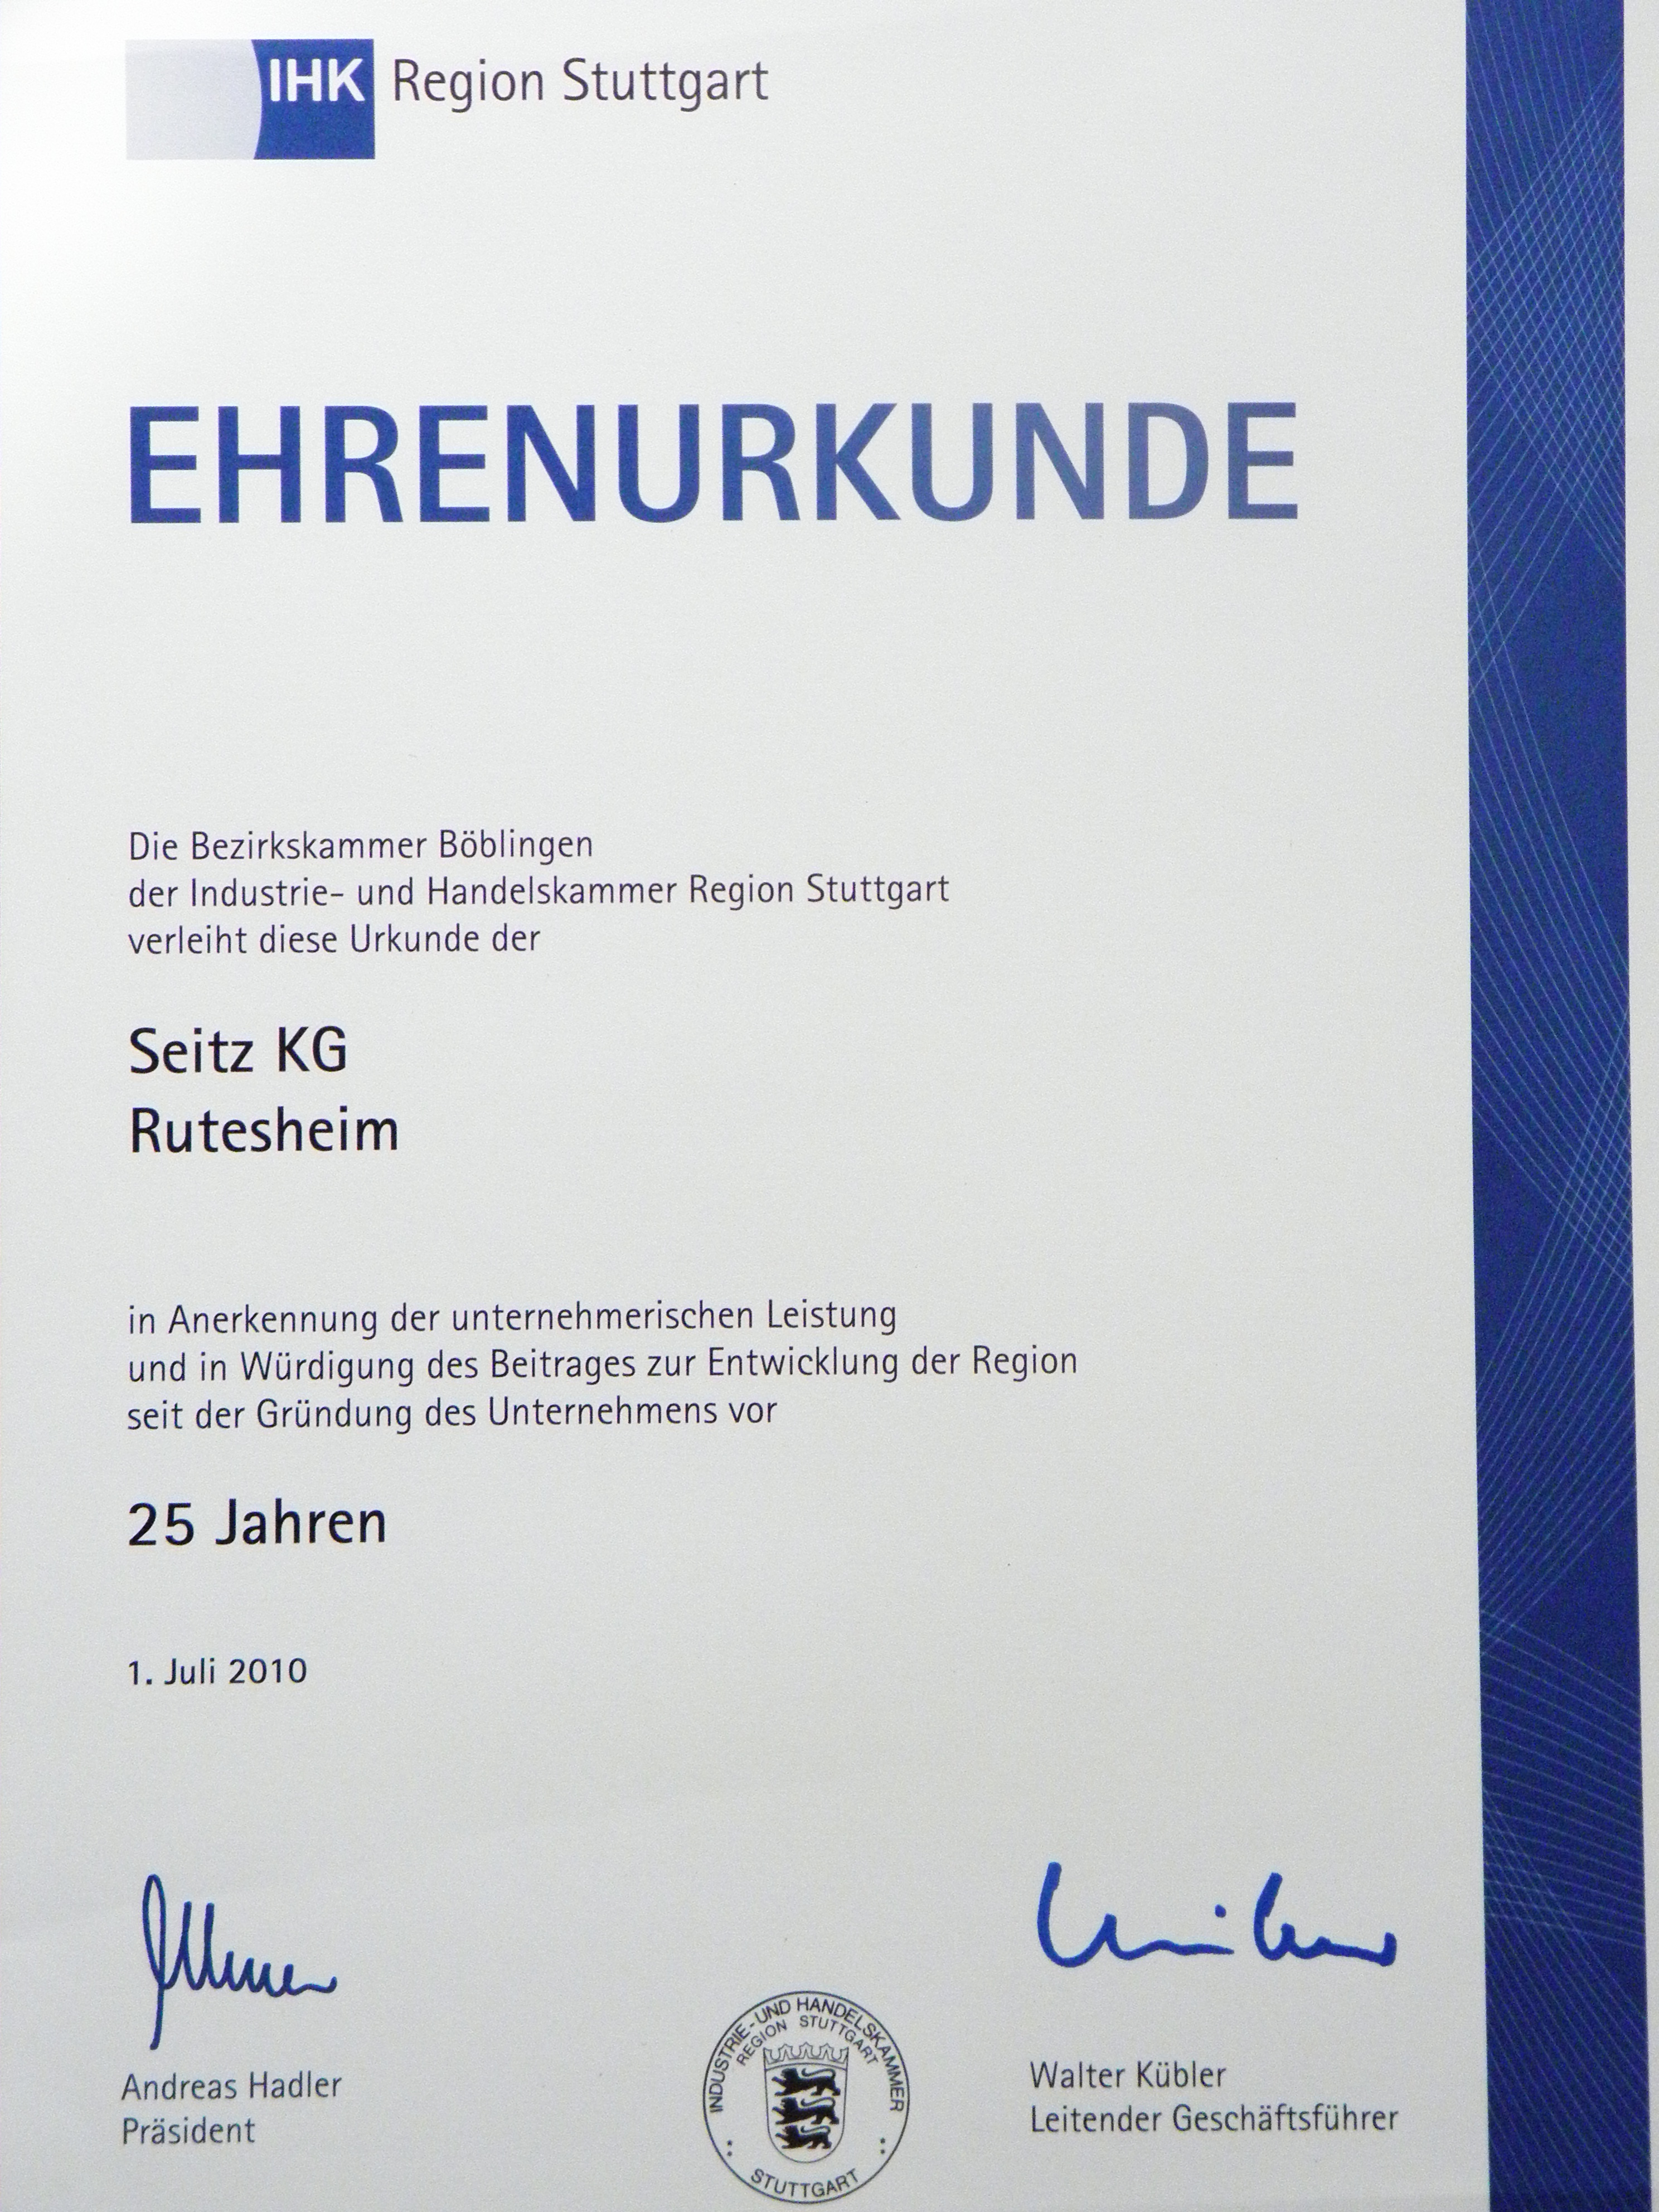 IHK Region Stuttgart
EHRENURKUNDE
Die Bezirkskammer Böblingen
der Industrie- und Handelskammer Region Stuttgart
verleiht diese Urkunde der
Seitz KG
Rutesheim
in Anerkennung der unternehmerischen Leistung
und in Würdigung des Beitrages zur Entwicklung der Region
seit der Gründung des Unternehmens vor
25 Jahren
1. Juli 2010
Andreas Hadler
Präsident
INDUSTRIE-UND HANDELSKAMMER
REGION STUTTGART
STUTTGART
Walter Kübler
Leitender Geschäftsführer